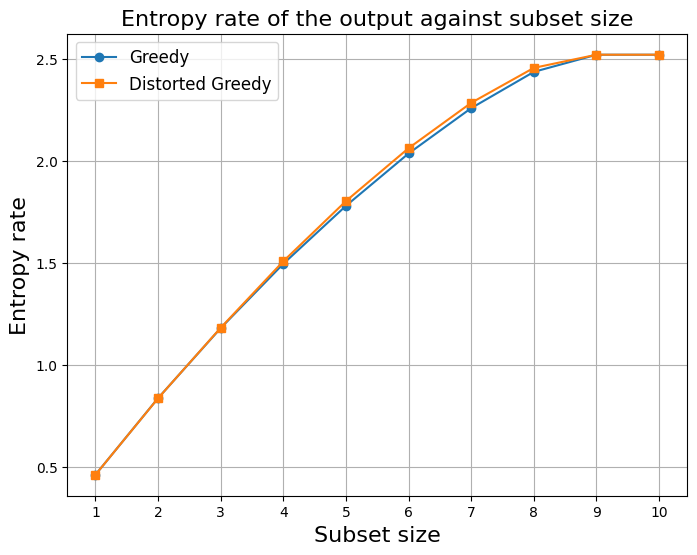 Entropy rate of the output against subset size
Greedy
Distorted Greedy
Entropy rate
2.5
2.0
1.5
1.0
0.5
1 2 3 4 5 6 7 8 9 10
Subset size